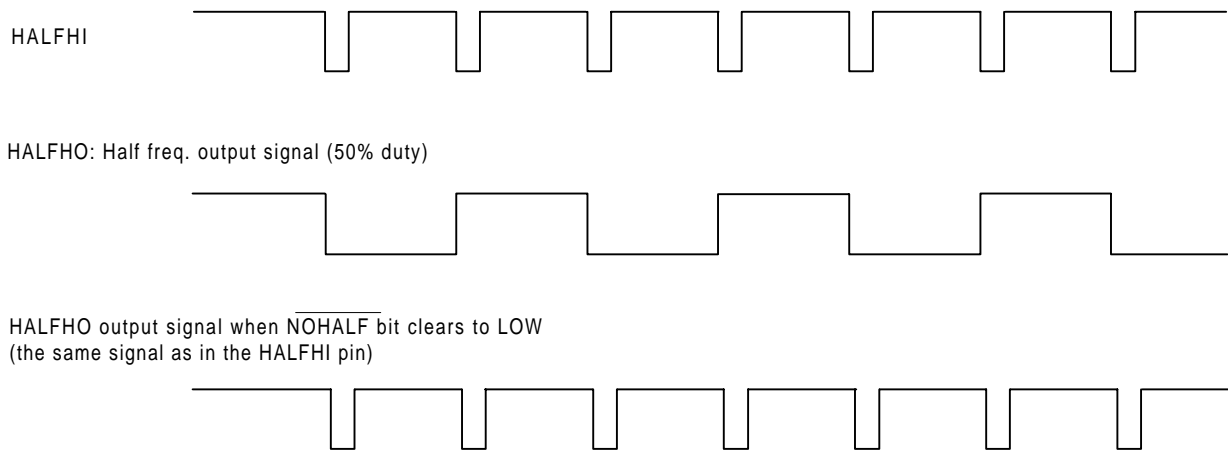 HALFHI
HALFHO: Half freq. output signal (50% duty)
HALFHO output signal when NOHALF bit clears to LOW
(the same signal as in the HALFHI pin)